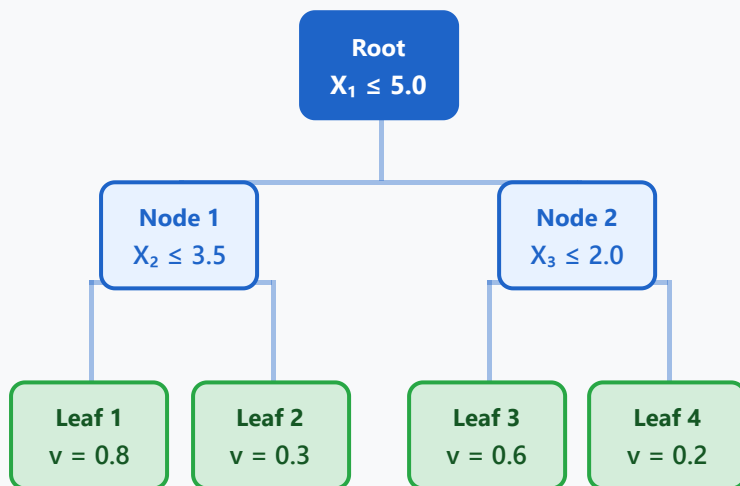 Root
X₁ ≤ 5.0
Node 1
X₂ ≤ 3.5
Node 2
X₃ ≤ 2.0
Leaf 1
v = 0.8
Leaf 2
v = 0.3
Leaf 3
v = 0.6
Leaf 4
v = 0.2